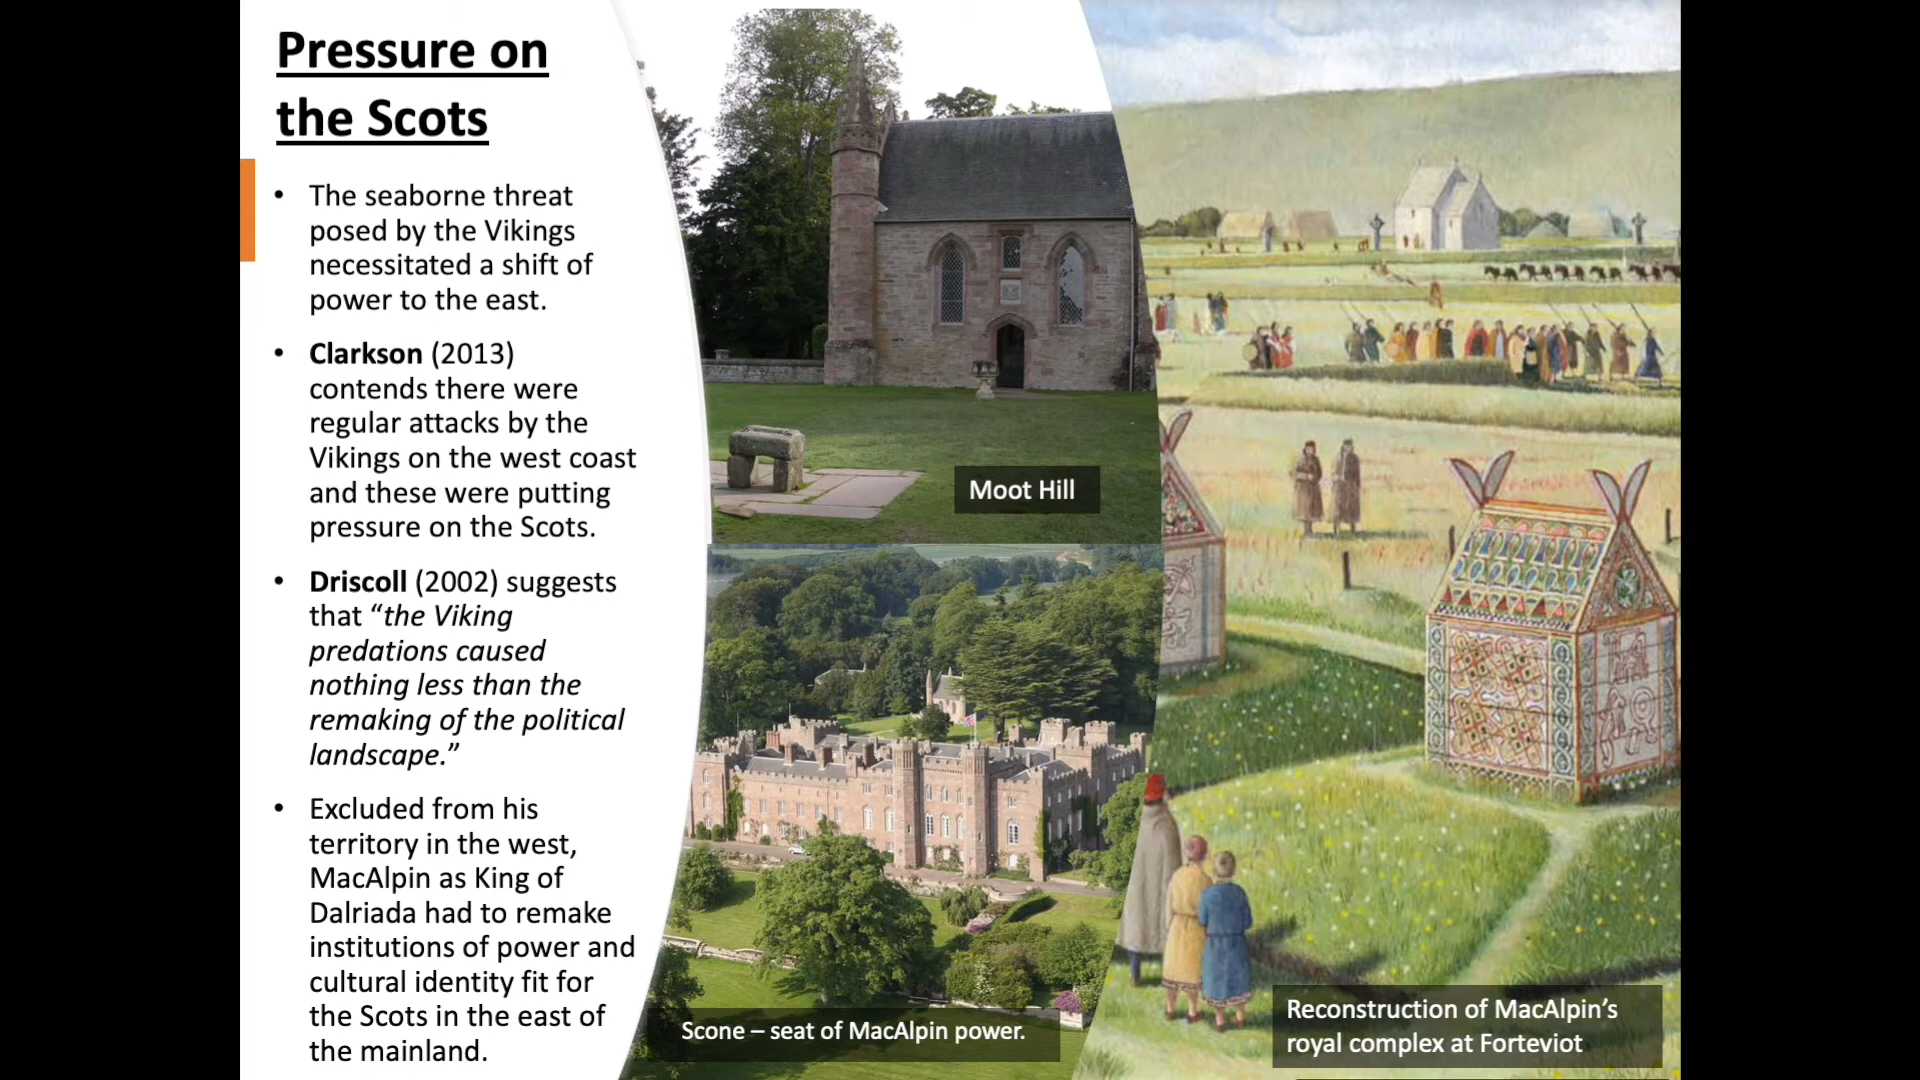 Pressure on
the Scots
• The seaborne threat
posed by the Vikings
necessitated a shift of
power to the east.
• Clarkson (2013)
contends there were
regular attacks by the
Vikings on the west coast
and these were putting
pressure on the Scots.
• Driscoll (2002) suggests
that “the Viking
predations caused
nothing less than the
remaking of the political
landscape.”
• Excluded from his
territory in the west,
MacAlpin as King of
Dalriada had to remake
institutions of power and
cultural identity fit for
the Scots in the east of
the mainland.
Moot Hill
Scone – seat of MacAlpin power.
Reconstruction of MacAlpin’s
royal complex at Forteviot